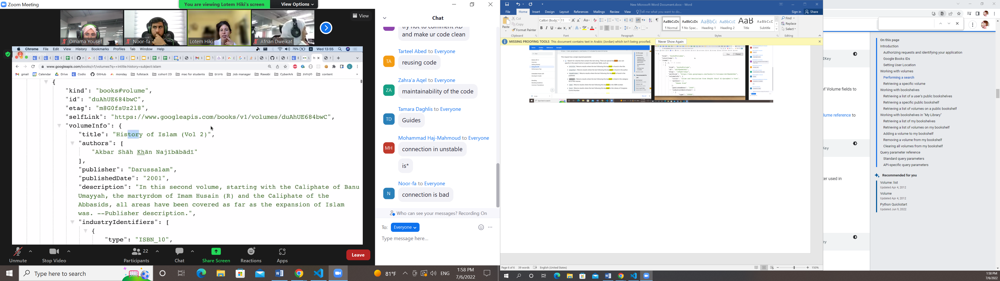 Zoom Meeting
You are viewing Lotem Hiki's screen
View Options
View
Omama Yousef
Noor-fa
Lotem Hiki
Afnan Dweikat
Chrome File Edit View History Bookmarks Profiles Tab Window Help
75%
Wed 13:55
Recording
www.googleapis.com/books/v1/volumes?q=+intitle:history+subject:islam
gmail Calendar Drive Codio GitHub monday fullstack cohort 23 mac for students מיונים Job manager Rawabi CyberArk לקוחות content
{
"kind": "books#volume",
"id": "duAhUE684bwC",
"etag": "m8G0fsUz2l8",
"selfLink": "https://www.googleapis.com/books/v1/volumes/duAhUE684bwC",
"volumeInfo": {
"title": "History of Islam (Vol 2)",
"authors": [
"Akbar Shāh Khān Najībābādī"
],
"publisher": "Darussalam",
"publishedDate": "2001",
"description": "In this second volume, starting with the Caliphate of Banu
Umayyah, the martyrdom of Imam Husain (R) and the Caliphate of the
Abbasids, all areas have been covered as far as the expansion of Islam
was. --Publisher description.",
"industryIdentifiers": [
{
"type": "ISBN_10",
Unmute
Stop Video
22
Participants
Chat
Share Screen
Reactions
Apps
Leave
Chat
try not to comment XD
and make ur code clean
Tarteel Abed to Everyone
TA
reusing code
Zahra'a Aqel to Everyone
ZA
maintainability of the code
Tamara Daghlis to Everyone
TD
Guides
Mohammad Haj-Mahmoud to Everyone
MH
connection in unstable
is*
Noor-fa to Everyone
N
connection is bad
Who can see your messages? Recording On
To: Everyone
Type message here...
Type here to search
81°F
ENG
1:58 PM
7/6/2022
New Microsoft Word Document.docx - Word
File Home Insert Design Layout References Mailings Review View Tell me what you want to do...
Sign in Share
Paste
Cut
Copy
Format Painter
Clipboard
Calibri (Body) 11
Font
Paragraph
AaBbCcDc AaBbCcDc AaBbCc AaBbCcE AaB AaBbCcD
¶ Normal ¶ No Spac... Heading 1 Heading 2 Title Subtitle
Styles
Find
Replace
Select
Editing
MISSING PROOFING TOOLS This document contains text in Arabic (Jordan) which isn't being proofed.
Never Show Again
Page 6 of 6 39 words English (United States)
150%
IKey
of Volume fields to
lume reference to
ter used in
On this page
Introduction
Authorizing requests and identifying your application
Google Books IDs
Setting User Location
Working with volumes
Performing a search
Retrieving a specific volume
Working with bookshelves
Retrieving a list of a user's public bookshelves
Retrieving a specific public bookshelf
Retrieving a list of volumes on a public bookshelf
Working with bookshelves in "My Library"
Retrieving a list of my bookshelves
Retrieving a list of volumes on my bookshelf
Adding a volume to my bookshelf
Removing a volume from my bookshelf
Clearing all volumes from my bookshelf
Query parameter reference
Standard query parameters
API-specific query parameters
Recommended for you
Volume: list
Updated Apr 4, 2012
Volume
Updated Apr 4, 2012
Python Quickstart
Updated Jun 9, 2022
1:58 PM
7/6/2022